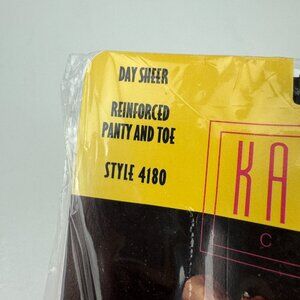 DAY SHEER
REINFORCED
PANTY AND TOE
STYLE 4180
KA
C